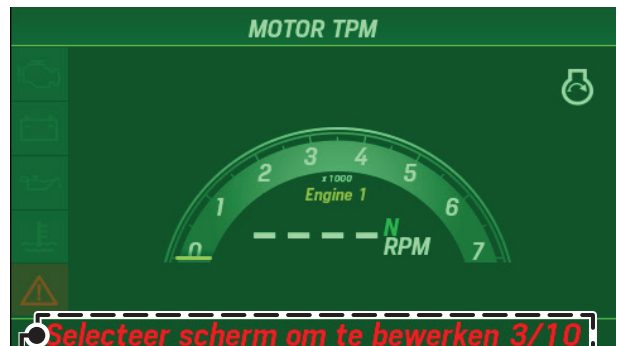 MOTOR TPM
0
1
2
3
4
5
6
7
x 1000
Engine 1
N
– – – – RPM
Selecteer scherm om te bewerken 3/10